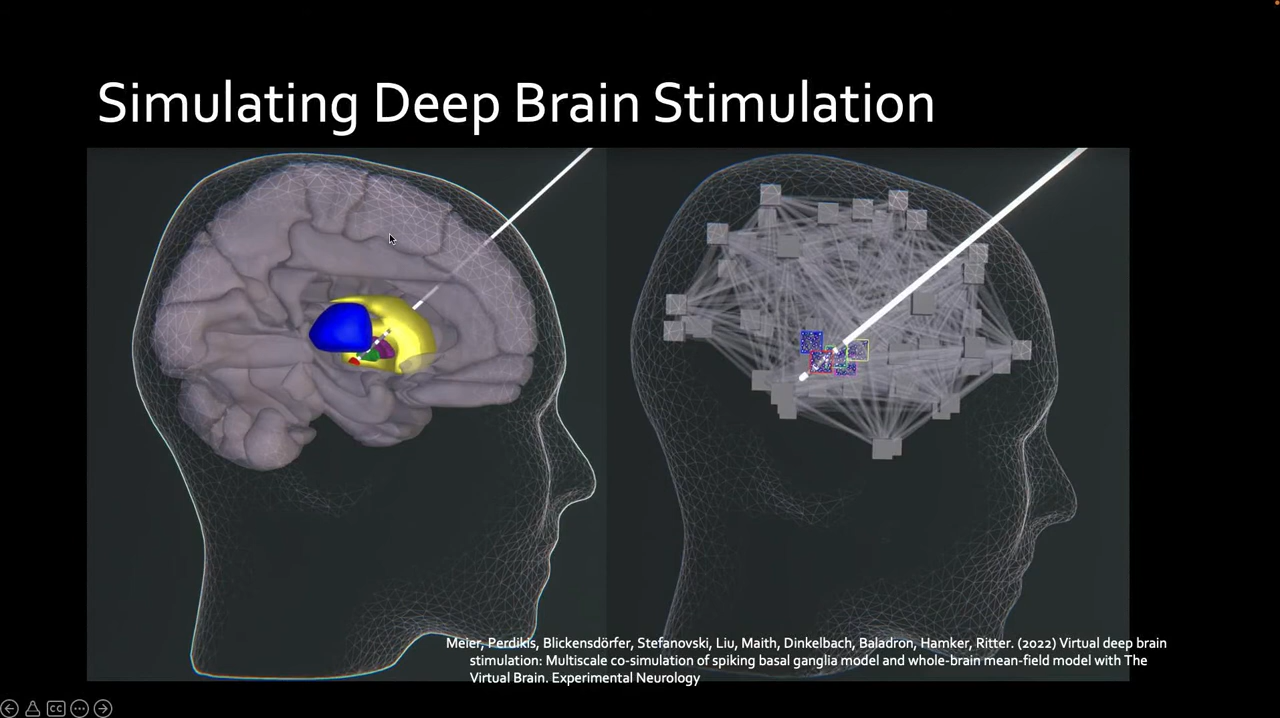 Simulating Deep Brain Stimulation
Meier, Perdikis, Blickensdörfer, Stefanovski, Liu, Maith, Dinkelbach, Baladron, Hamker, Ritter. (2022) Virtual deep brain
stimulation: Multiscale co-simulation of spiking basal ganglia model and whole-brain mean-field model with The
Virtual Brain. Experimental Neurology
CC